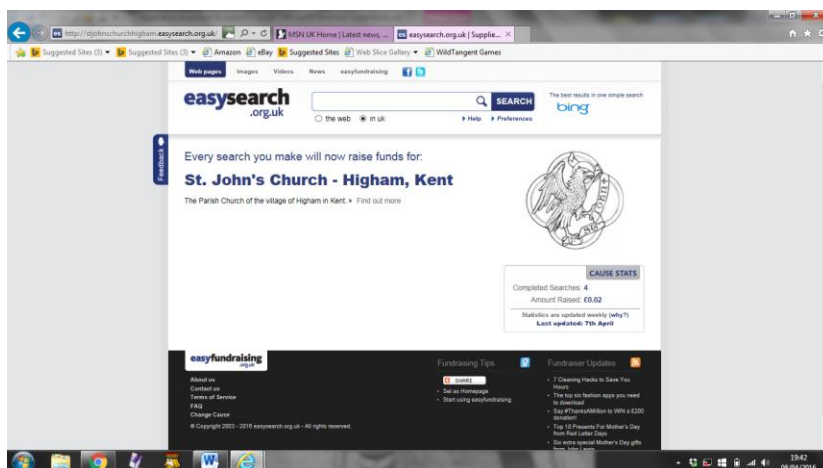 http://stjohnschurchhigham.easysearch.org.uk/
MSN UK Home | Latest news, ...
easysearch.org.uk | Supplie...
Suggested Sites (3)
Suggested Sites (3)
Amazon
eBay
Suggested Sites
Web Slice Gallery
WildTangent Games
Web pages
Images
Videos
News
easyfundraising
easysearch
.org.uk
SEARCH
The best results in one simple search
bing
the web
in uk
Help
Preferences
Feedback
Every search you make will now raise funds for:
St. John's Church - Higham, Kent
The Parish Church of the village of Higham in Kent. Find out more
CAUSE STATS
Completed Searches: 4
Amount Raised: £0.02
Statistics are updated weekly (why?)
Last updated: 7th April
easyfundraising
.org.uk
About us
Contact us
Terms of Service
FAQ
Change Cause
© Copyright 2003 - 2016 easysearch.org.uk - All rights reserved.
Fundraising Tips
SHARE
Set as Homepage
Start using easyfundraising
Fundraiser Updates
7 Cleaning Hacks to Save You
Hours
The top six fashion apps you need
to download
Say #ThanksAMillion to WIN a £200
donation!
Top 10 Presents For Mother's Day
from Red Letter Days
Six extra special Mother's Day gifts
from John Lewis
19:42
08/04/2016